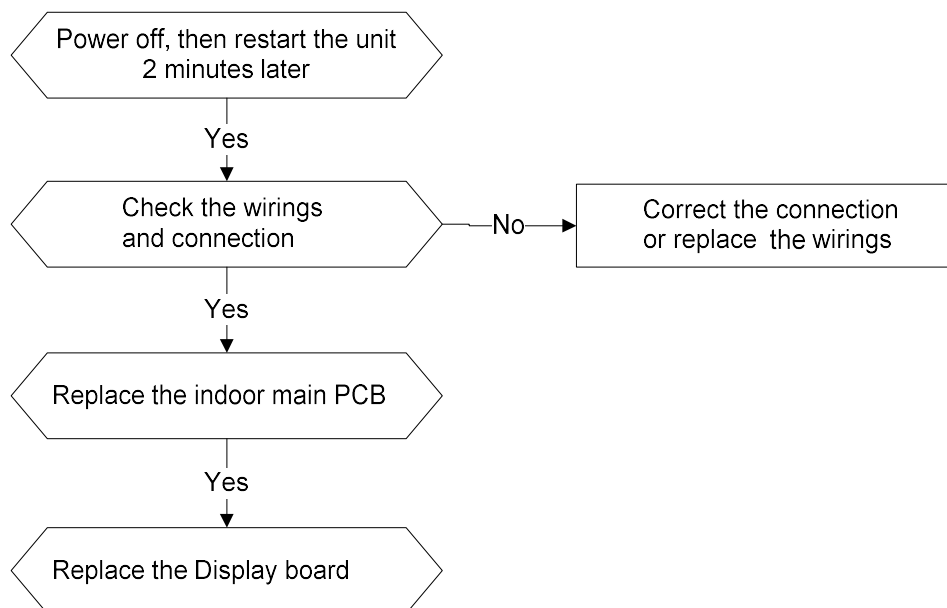 Power off, then restart the unit
2 minutes later
Yes
Check the wirings
and connection
No
Correct the connection
or replace the wirings
Yes
Replace the indoor main PCB
Yes
Replace the Display board